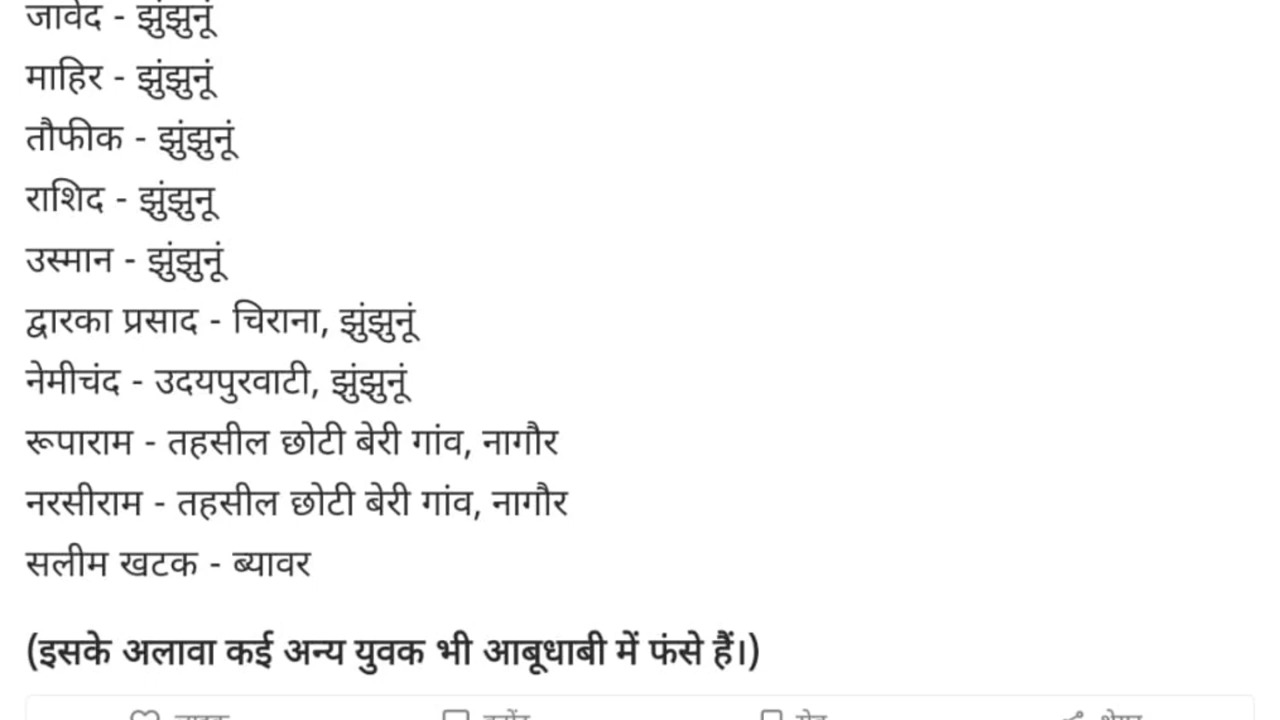 जावेद - झुंझुनूं
माहिर - झुंझुनूं
तौफीक - झुंझुनूं
राशिद - झुंझुनू
उस्मान - झुंझुनूं
द्वारका प्रसाद - चिराना, झुंझुनूं
नेमीचंद - उदयपुरवाटी, झुंझुनूं
रूपाराम - तहसील छोटी बेरी गांव, नागौर
नरसीराम - तहसील छोटी बेरी गांव, नागौर
सलीम खटक - ब्यावर
(इसके अलावा कई अन्य युवक भी आबूधाबी में फंसे हैं।)